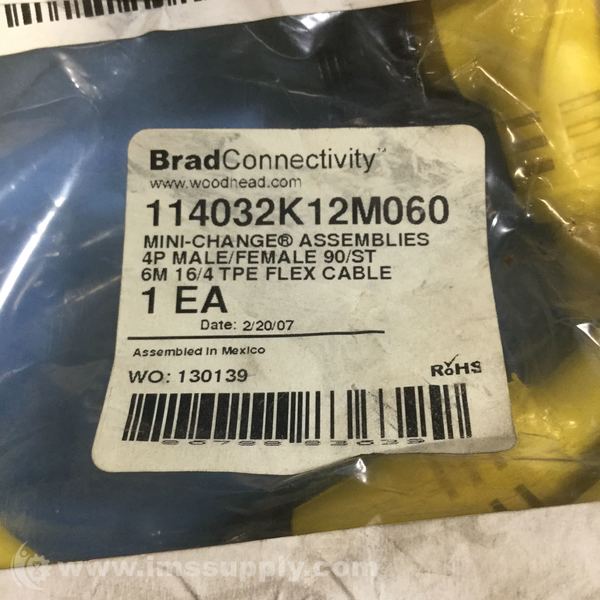 BradConnectivity™
www.woodhead.com
114032K12M060
MINI-CHANGE® ASSEMBLIES
4P MALE/FEMALE 90/ST
6M 16/4 TPE FLEX CABLE
1 EA
Date: 2/20/07
Assembled in Mexico
WO: 130139
RoHS
www.imssupply.com